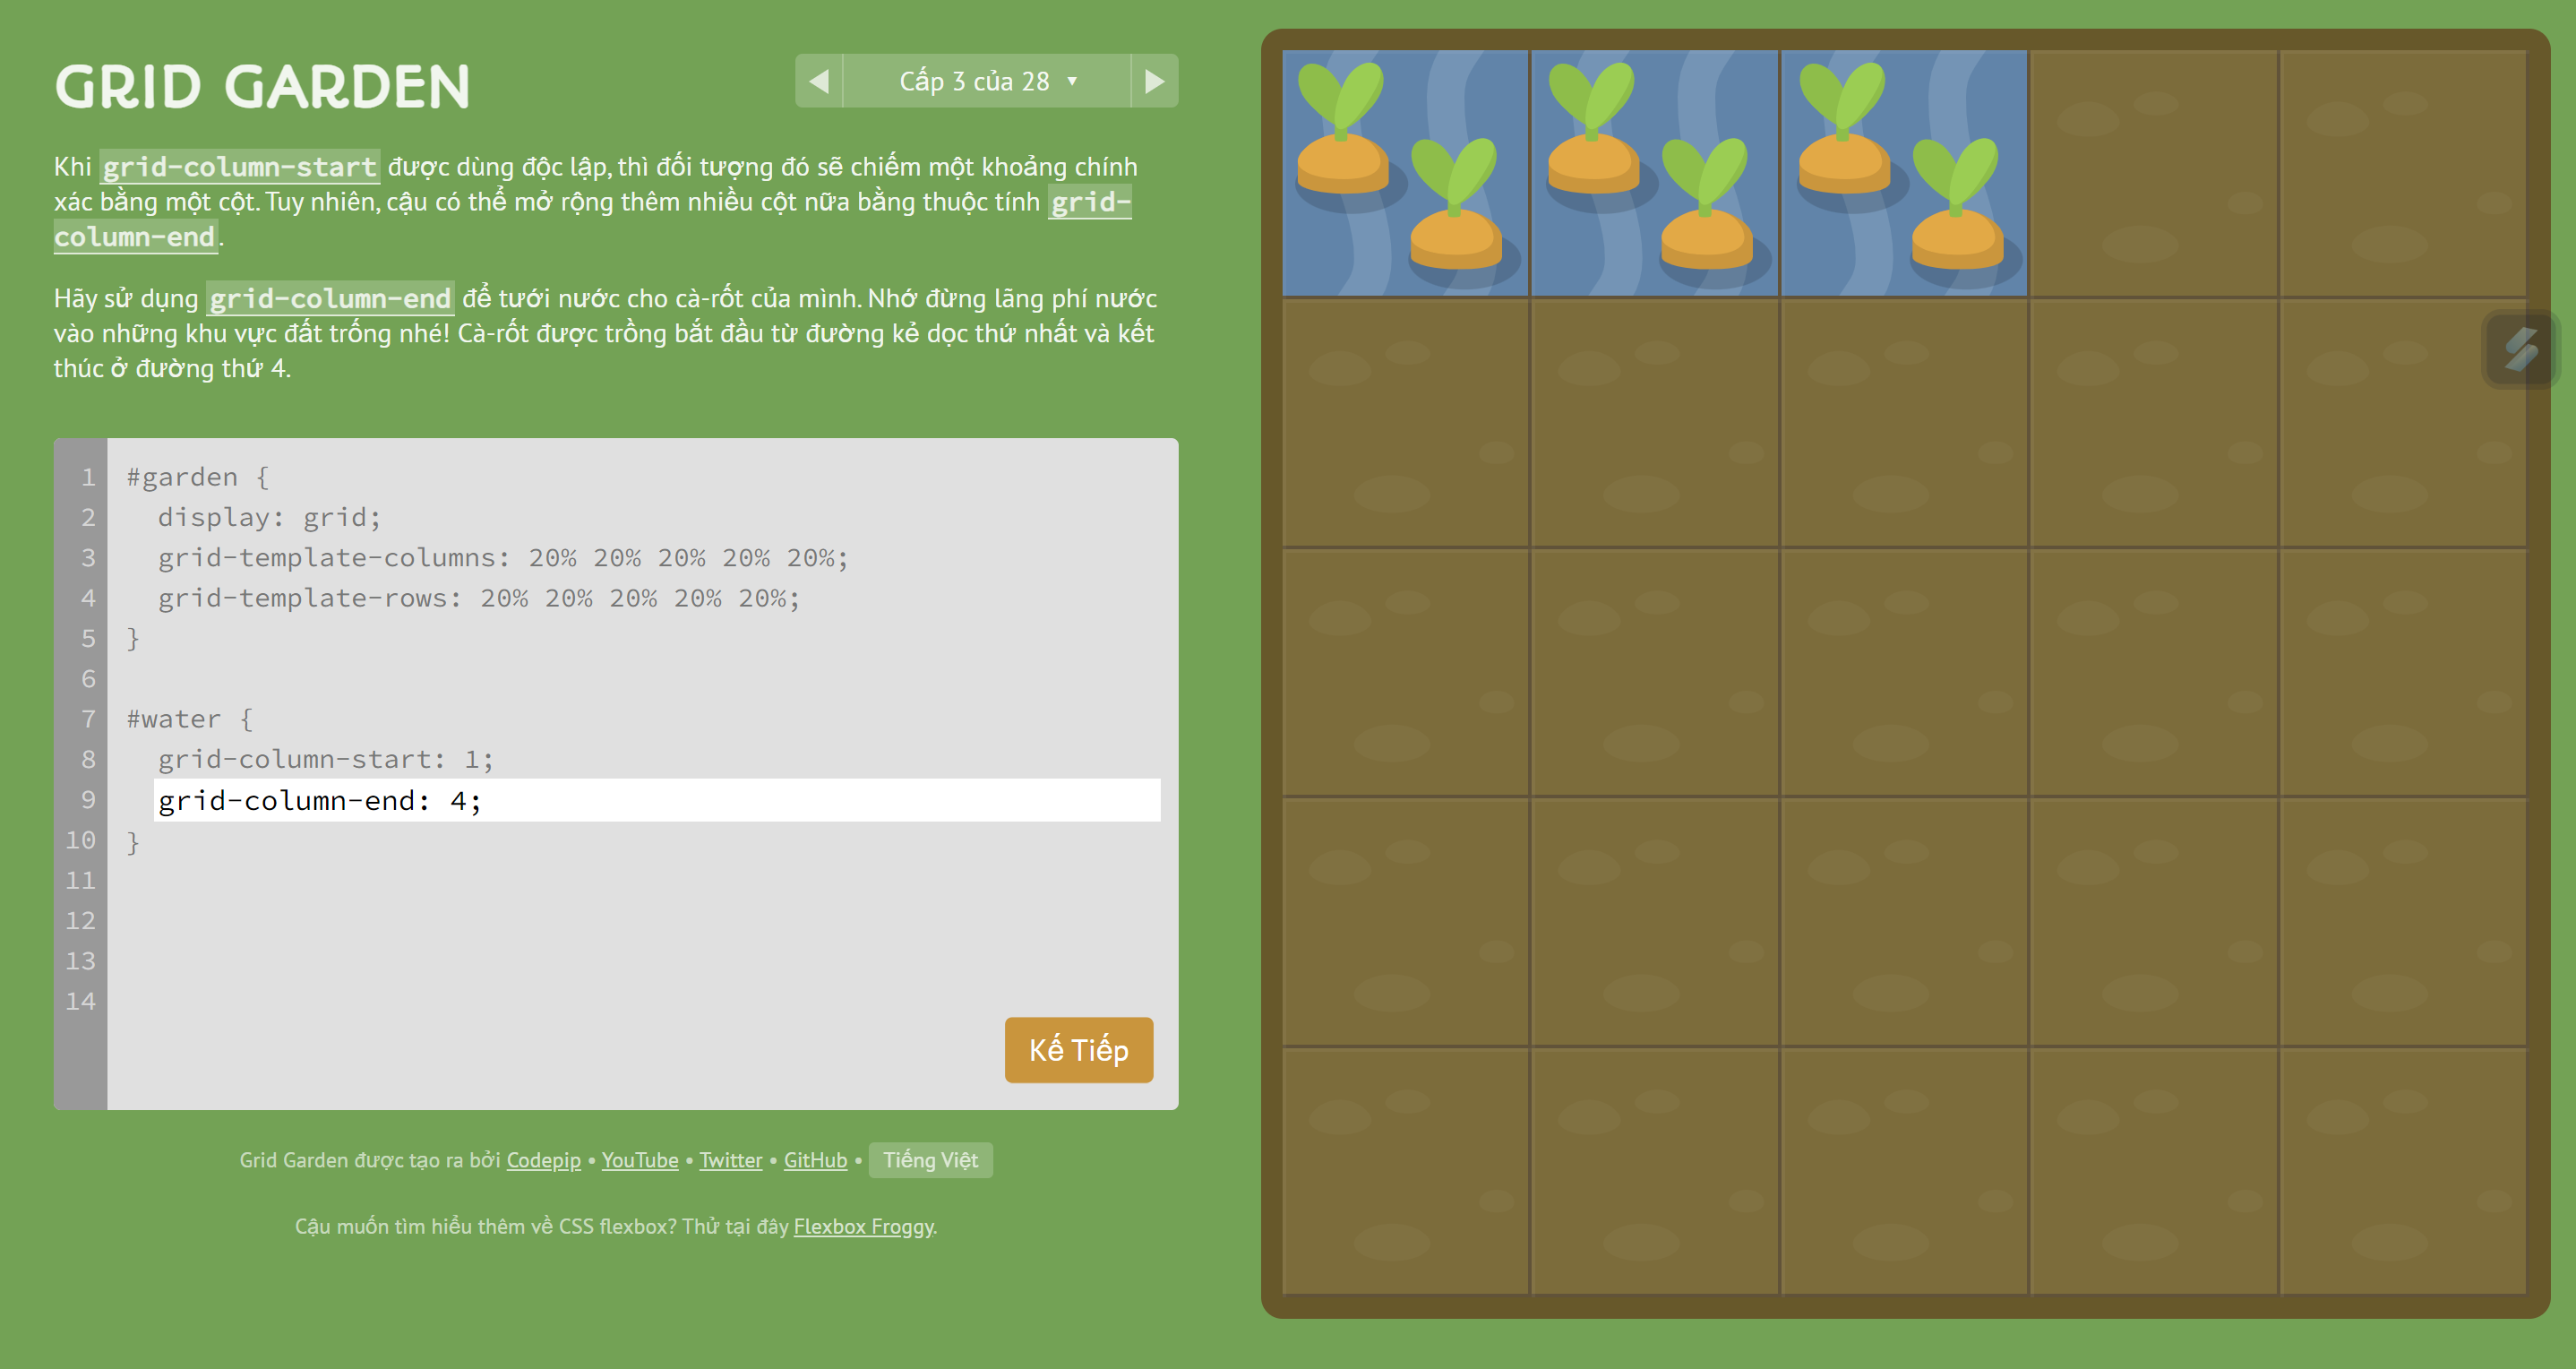 GRID GARDEN
Cấp 3 của 28 ▼
Khi grid-column-start được dùng độc lập, thì đối tượng đó sẽ chiếm một khoảng chính
xác bằng một cột. Tuy nhiên, cậu có thể mở rộng thêm nhiều cột nữa bằng thuộc tính grid-
column-end.
Hãy sử dụng grid-column-end để tưới nước cho cà-rốt của mình. Nhớ đừng lãng phí nước
vào những khu vực đất trống nhé! Cà-rốt được trồng bắt đầu từ đường kẻ dọc thứ nhất và kết
thúc ở đường thứ 4.
1 #garden {
2 display: grid;
3 grid-template-columns: 20% 20% 20% 20% 20%;
4 grid-template-rows: 20% 20% 20% 20% 20%;
5 }
6
7 #water {
8 grid-column-start: 1;
9 grid-column-end: 4;
10 }
11
12
13
14
Kế Tiếp
Grid Garden được tạo ra bởi Codepip • YouTube • Twitter • GitHub • Tiếng Việt
Cậu muốn tìm hiểu thêm về CSS flexbox? Thử tại đây Flexbox Froggy.